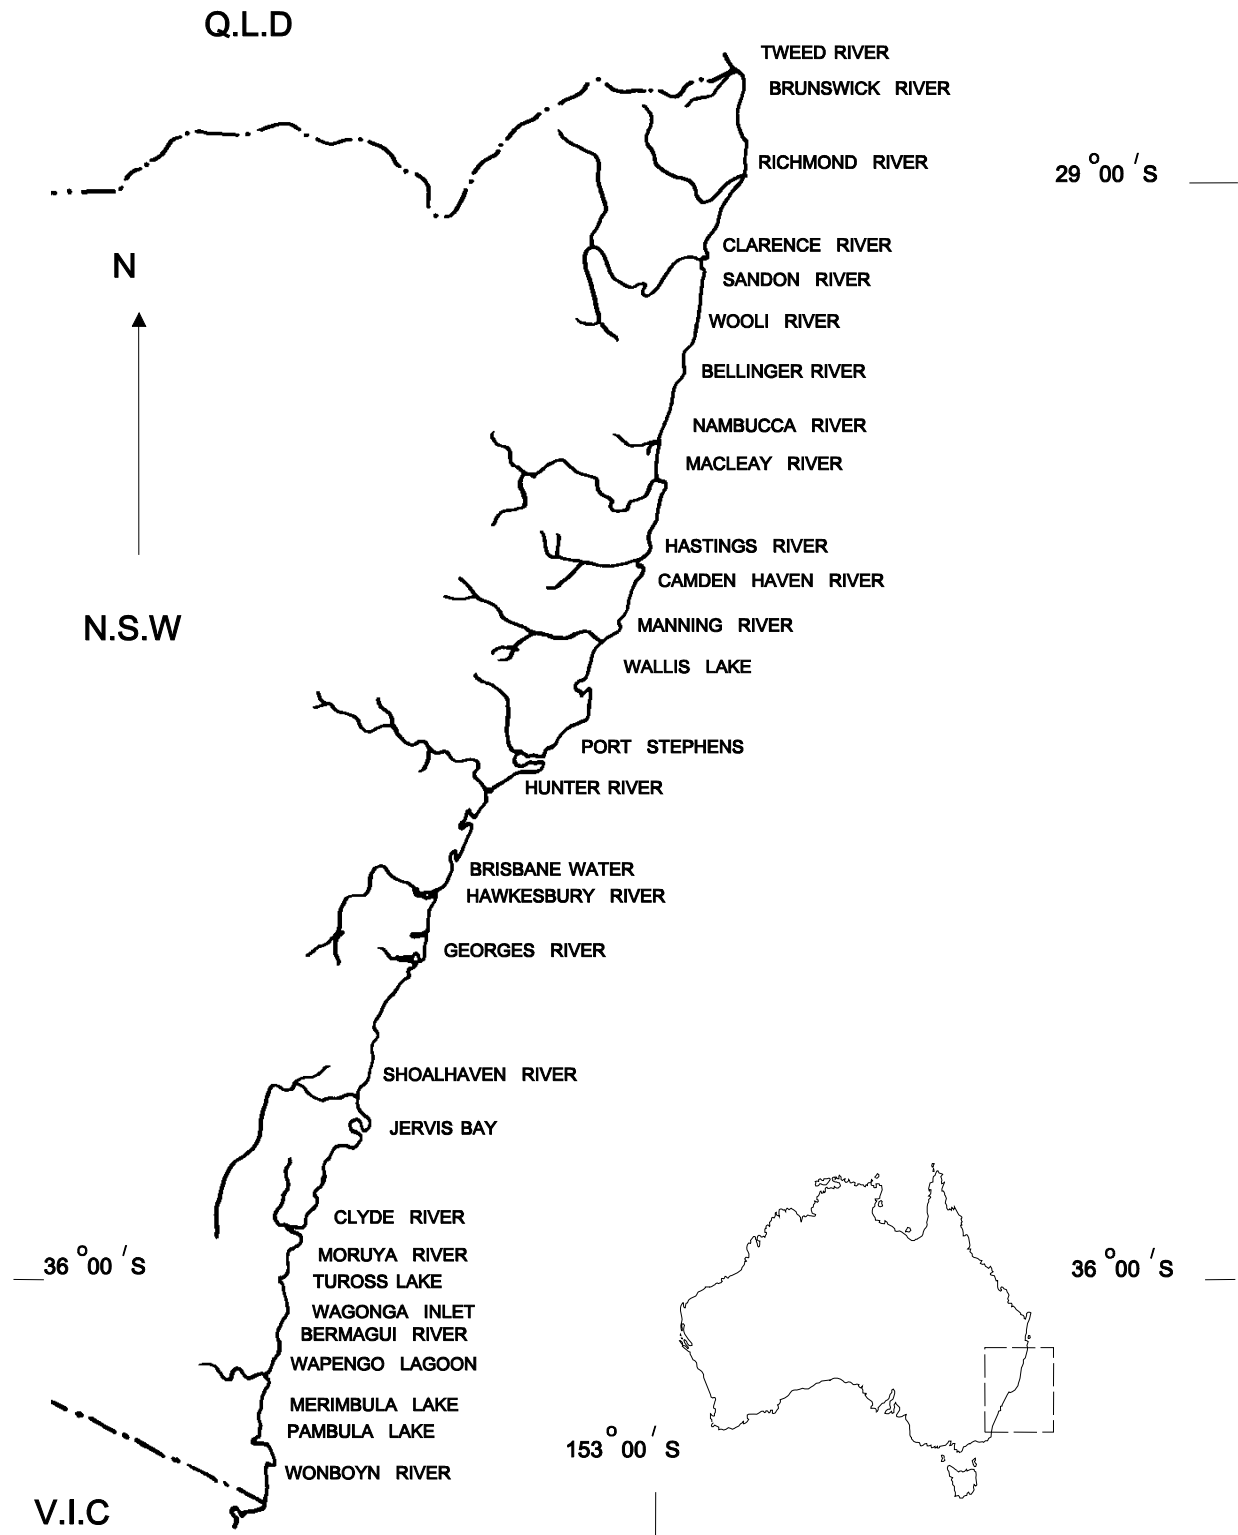 Q.L.D
TWEED RIVER
BRUNSWICK RIVER
RICHMOND RIVER
29 °00 ′ S
CLARENCE RIVER
N
SANDON RIVER
WOOLI RIVER
BELLINGER RIVER
NAMBUCCA RIVER
MACLEAY RIVER
HASTINGS RIVER
CAMDEN HAVEN RIVER
N.S.W
MANNING RIVER
WALLIS LAKE
PORT STEPHENS
HUNTER RIVER
BRISBANE WATER
HAWKESBURY RIVER
GEORGES RIVER
SHOALHAVEN RIVER
JERVIS BAY
CLYDE RIVER
MORUYA RIVER
36 °00 ′ S
36 °00 ′ S
TUROSS LAKE
WAGONGA INLET
BERMAGUI RIVER
WAPENGO LAGOON
MERIMBULA LAKE
PAMBULA LAKE
153 °00 ′ S
WONBOYN RIVER
V.I.C